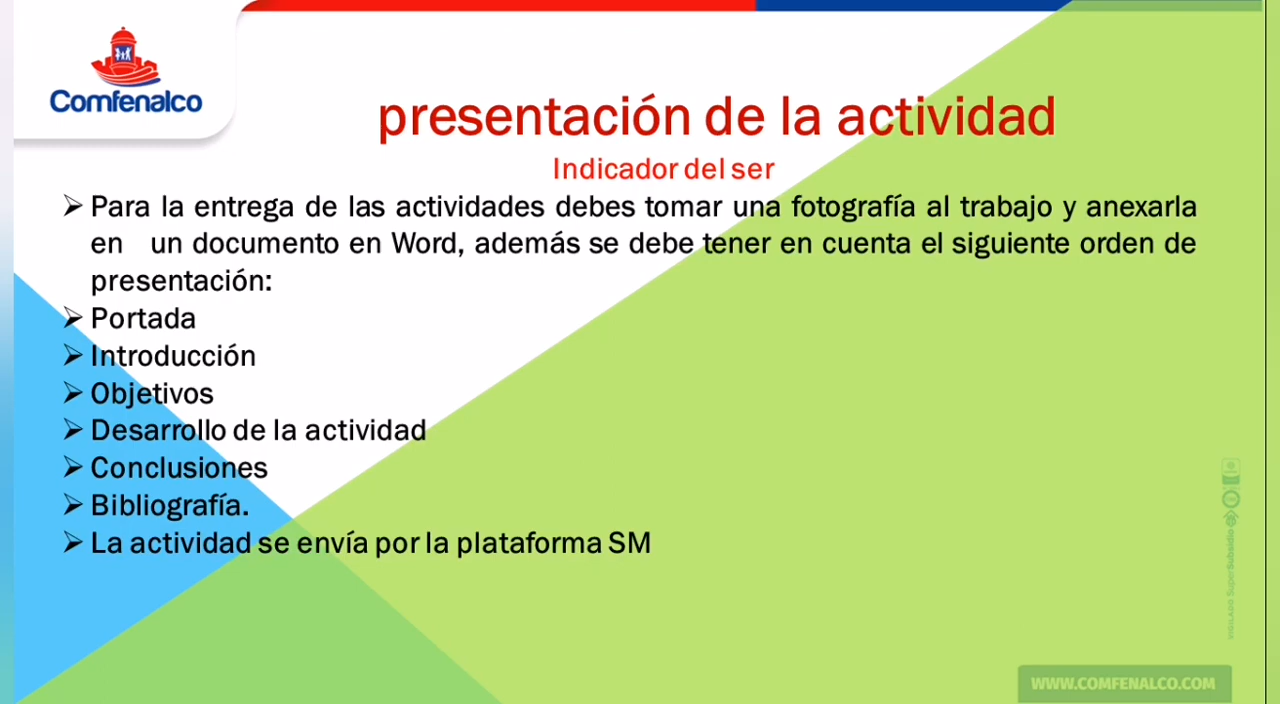 Comfenalco
presentación de la actividad
Indicador del ser
➢ Para la entrega de las actividades debes tomar una fotografía al trabajo y anexarla
en un documento en Word, además se debe tener en cuenta el siguiente orden de
presentación:
➢ Portada
➢ Introducción
➢ Objetivos
➢ Desarrollo de la actividad
➢ Conclusiones
➢ Bibliografía.
➢ La actividad se envía por la plataforma SM
VIGILADO SuperSubsidio
WWW.COMFENALCO.COM